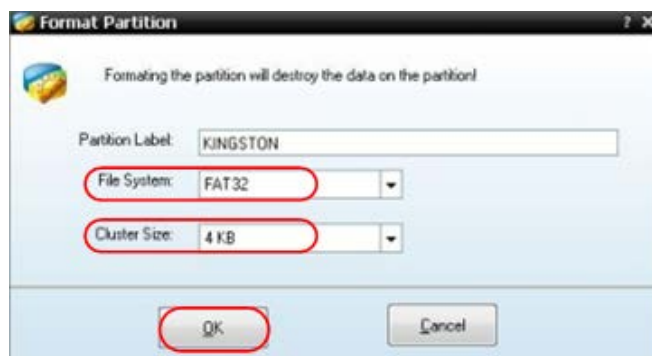 Format Partition ? X
Formating the partition will destroy the data on the partition!
Partition Label: KINGSTON
File System: FAT32
Cluster Size: 4 KB
OK Cancel